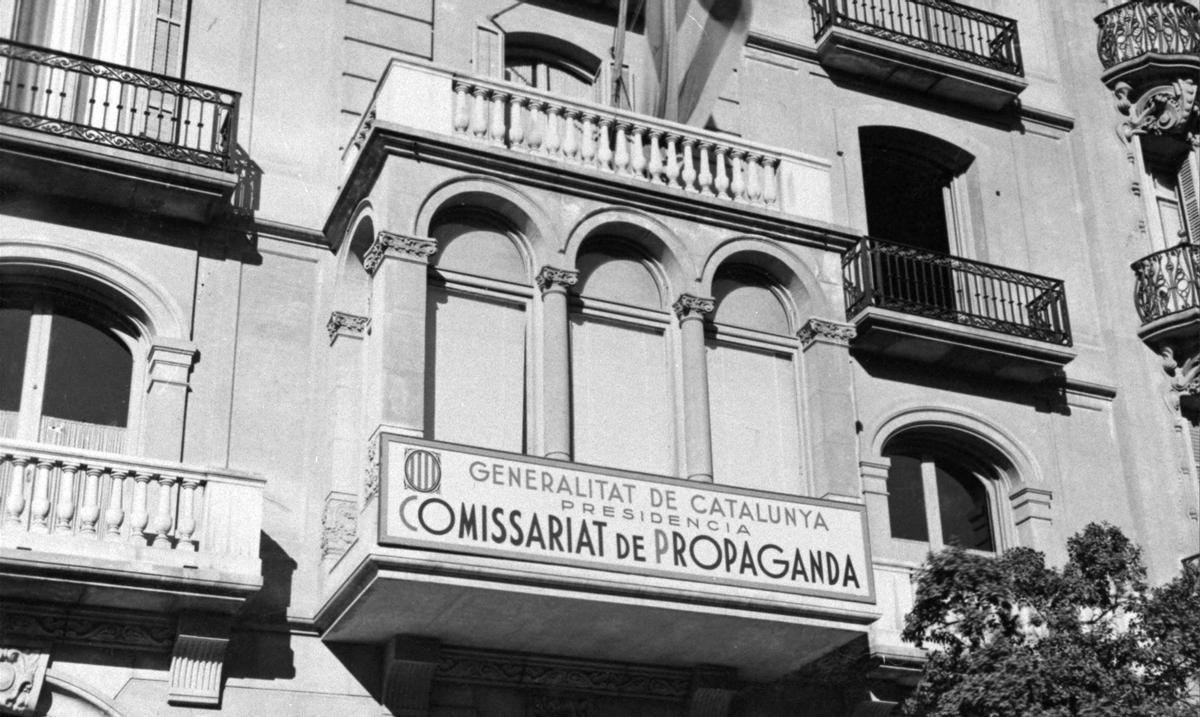 GENERALITAT DE CATALUNYA
PRESIDENCIA
COMISSARIAT DE PROPAGANDA